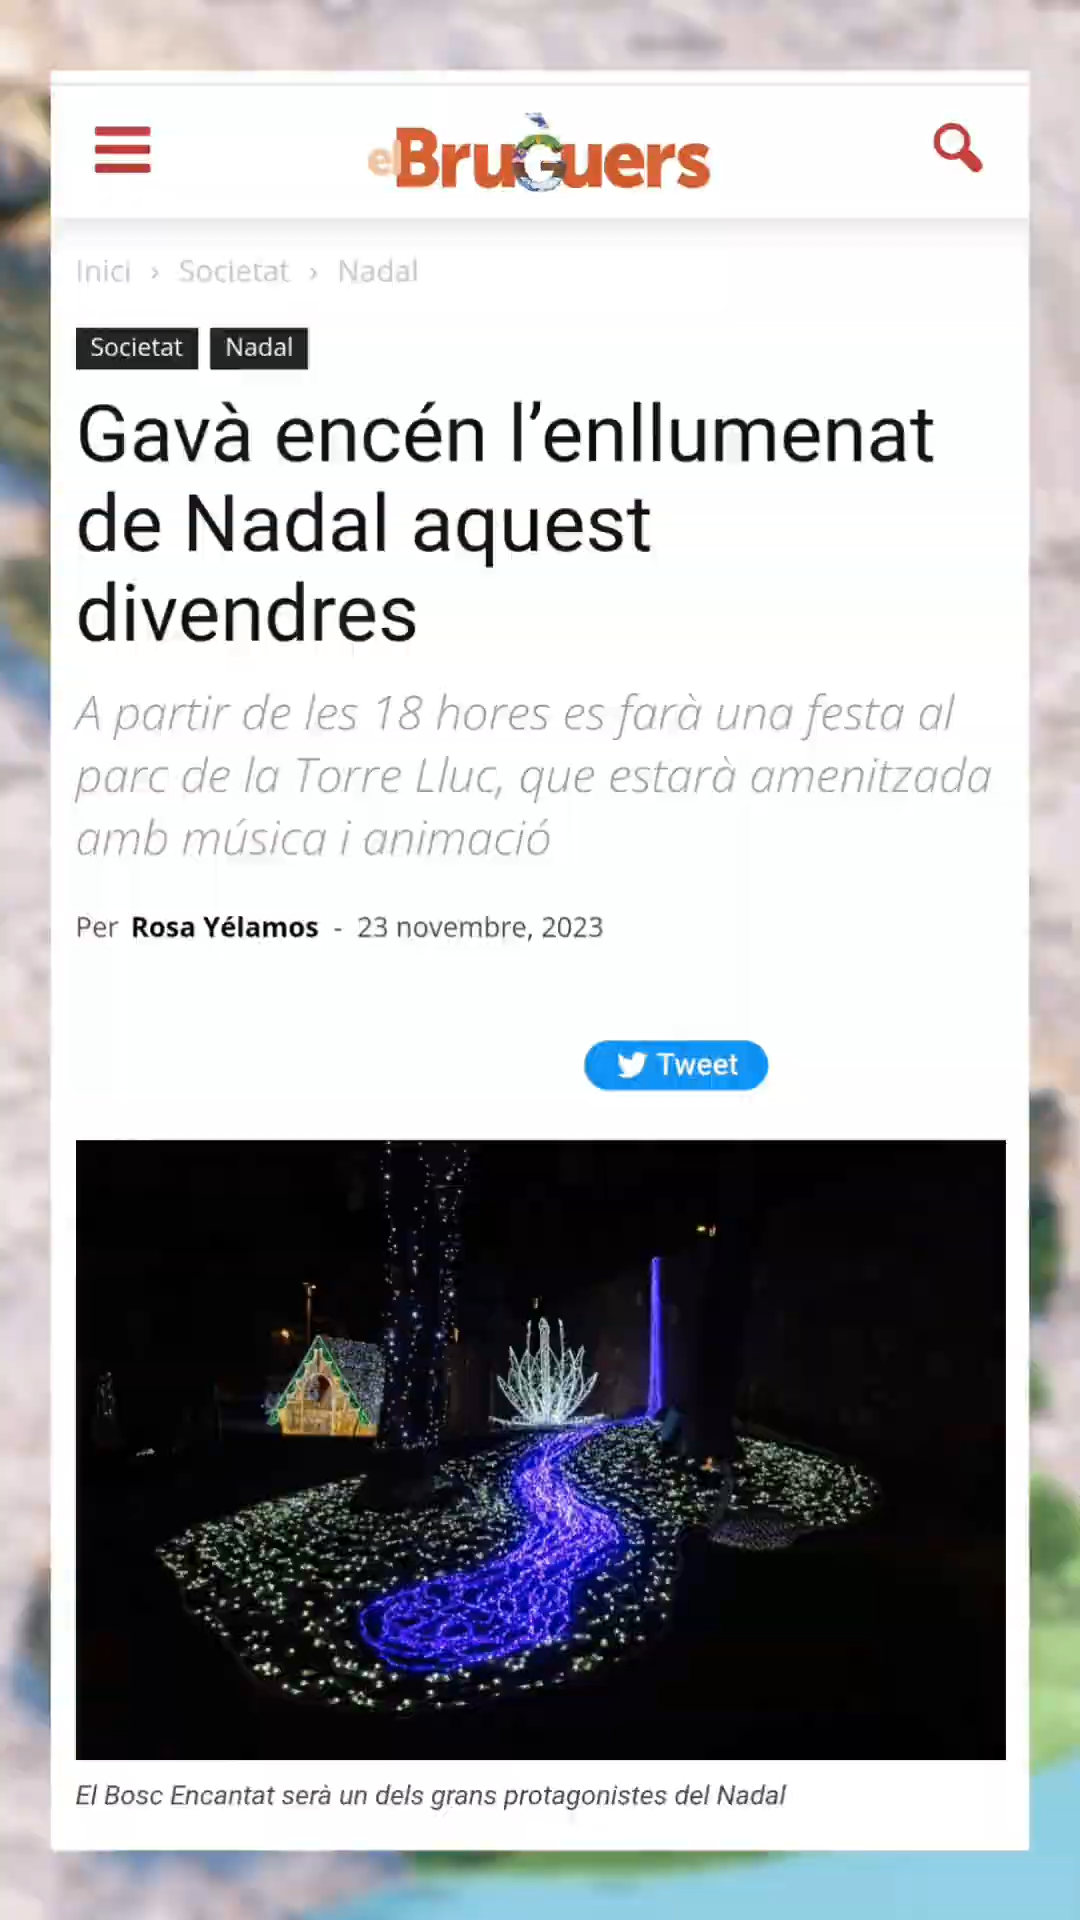 elBruguers
Inici › Societat › Nadal
Societat Nadal
Gavà encén l’enllumenat
de Nadal aquest
divendres
A partir de les 18 hores es farà una festa al
parc de la Torre Lluc, que estarà amenitzada
amb música i animació
Per Rosa Yélamos - 23 novembre, 2023
Tweet
El Bosc Encantat serà un dels grans protagonistes del Nadal